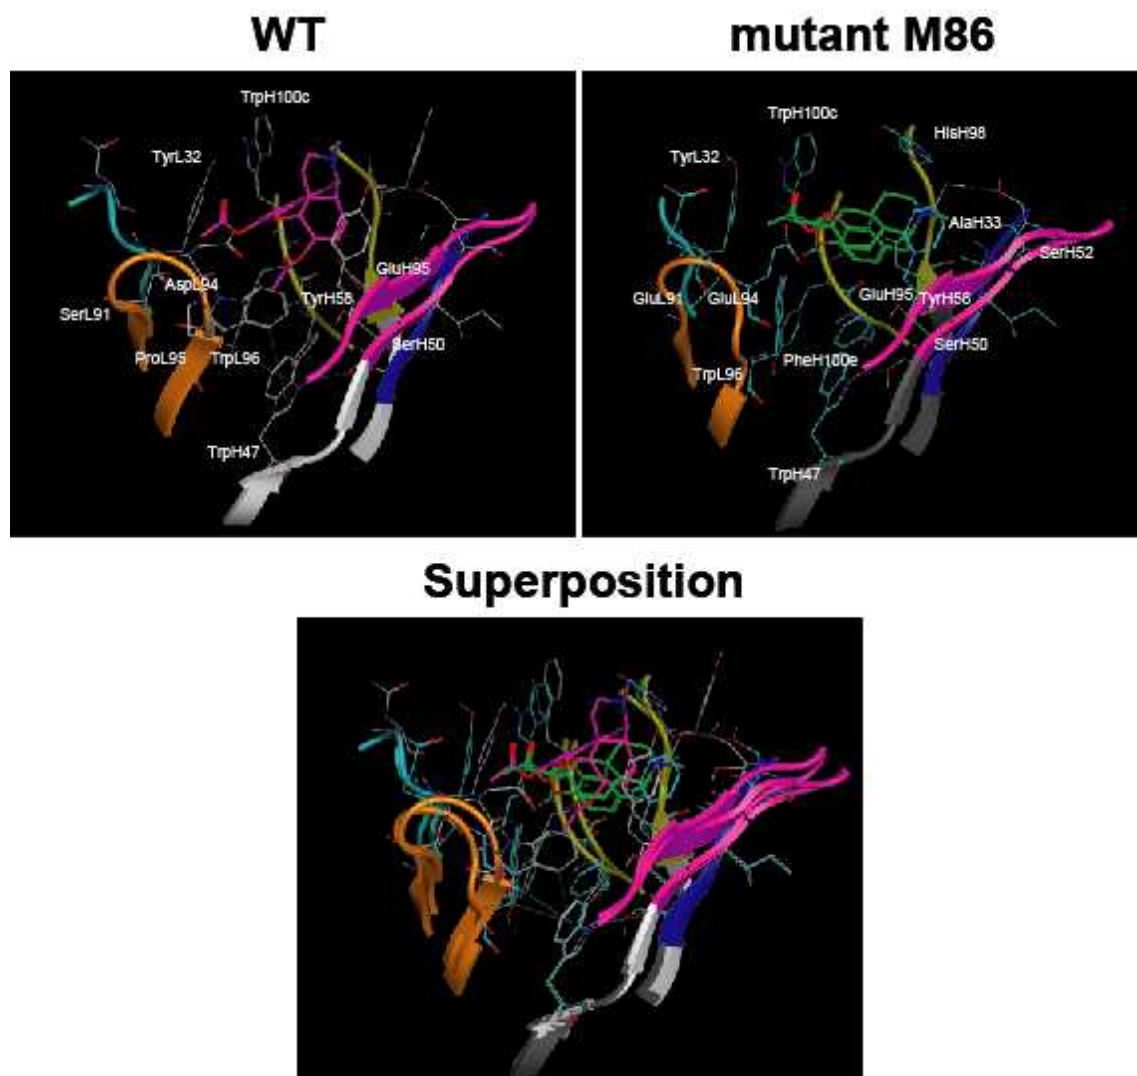 WT
mutant M86
TrpH100c
TyrL32
GluH95
AspL94
TyrH58
SerL91
SerH50
ProL95
TrpL96
TrpH47
TrpH100c
HisH98
TyrL32
AlaH33
SerH52
GluL91
GluL94
GluH95
TyrH58
SerH50
PheH100e
TrpL96
TrpH47
Superposition